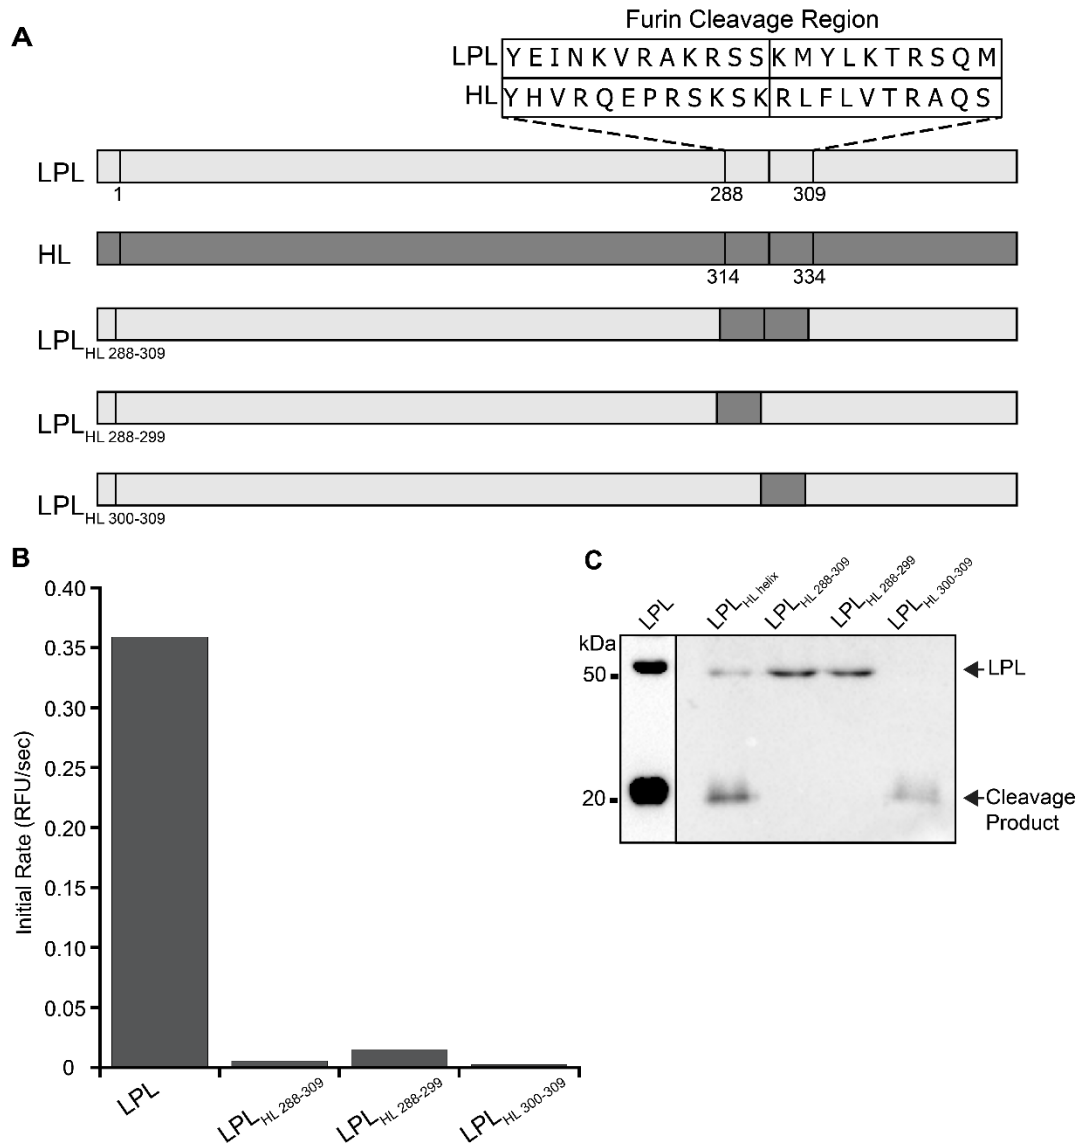 A
Furin Cleavage Region
LPL Y E I N K V R A K R S S K M Y L K T R S Q M
HL Y H V R Q E P R S K S K R L F L V T R A Q S
LPL
1 288 309
HL
314 334
LPL HL 288-309
LPL HL 288-299
LPL HL 300-309
B
Initial Rate (RFU/sec)
0.40
0.35
0.30
0.25
0.20
0.15
0.10
0.05
0
LPL
LPL HL 288-309
LPL HL 288-299
LPL HL 300-309
C
LPL
LPL HL helix
LPL HL 288-309
LPL HL 288-299
LPL HL 300-309
kDa
50
20
LPL
Cleavage
Product